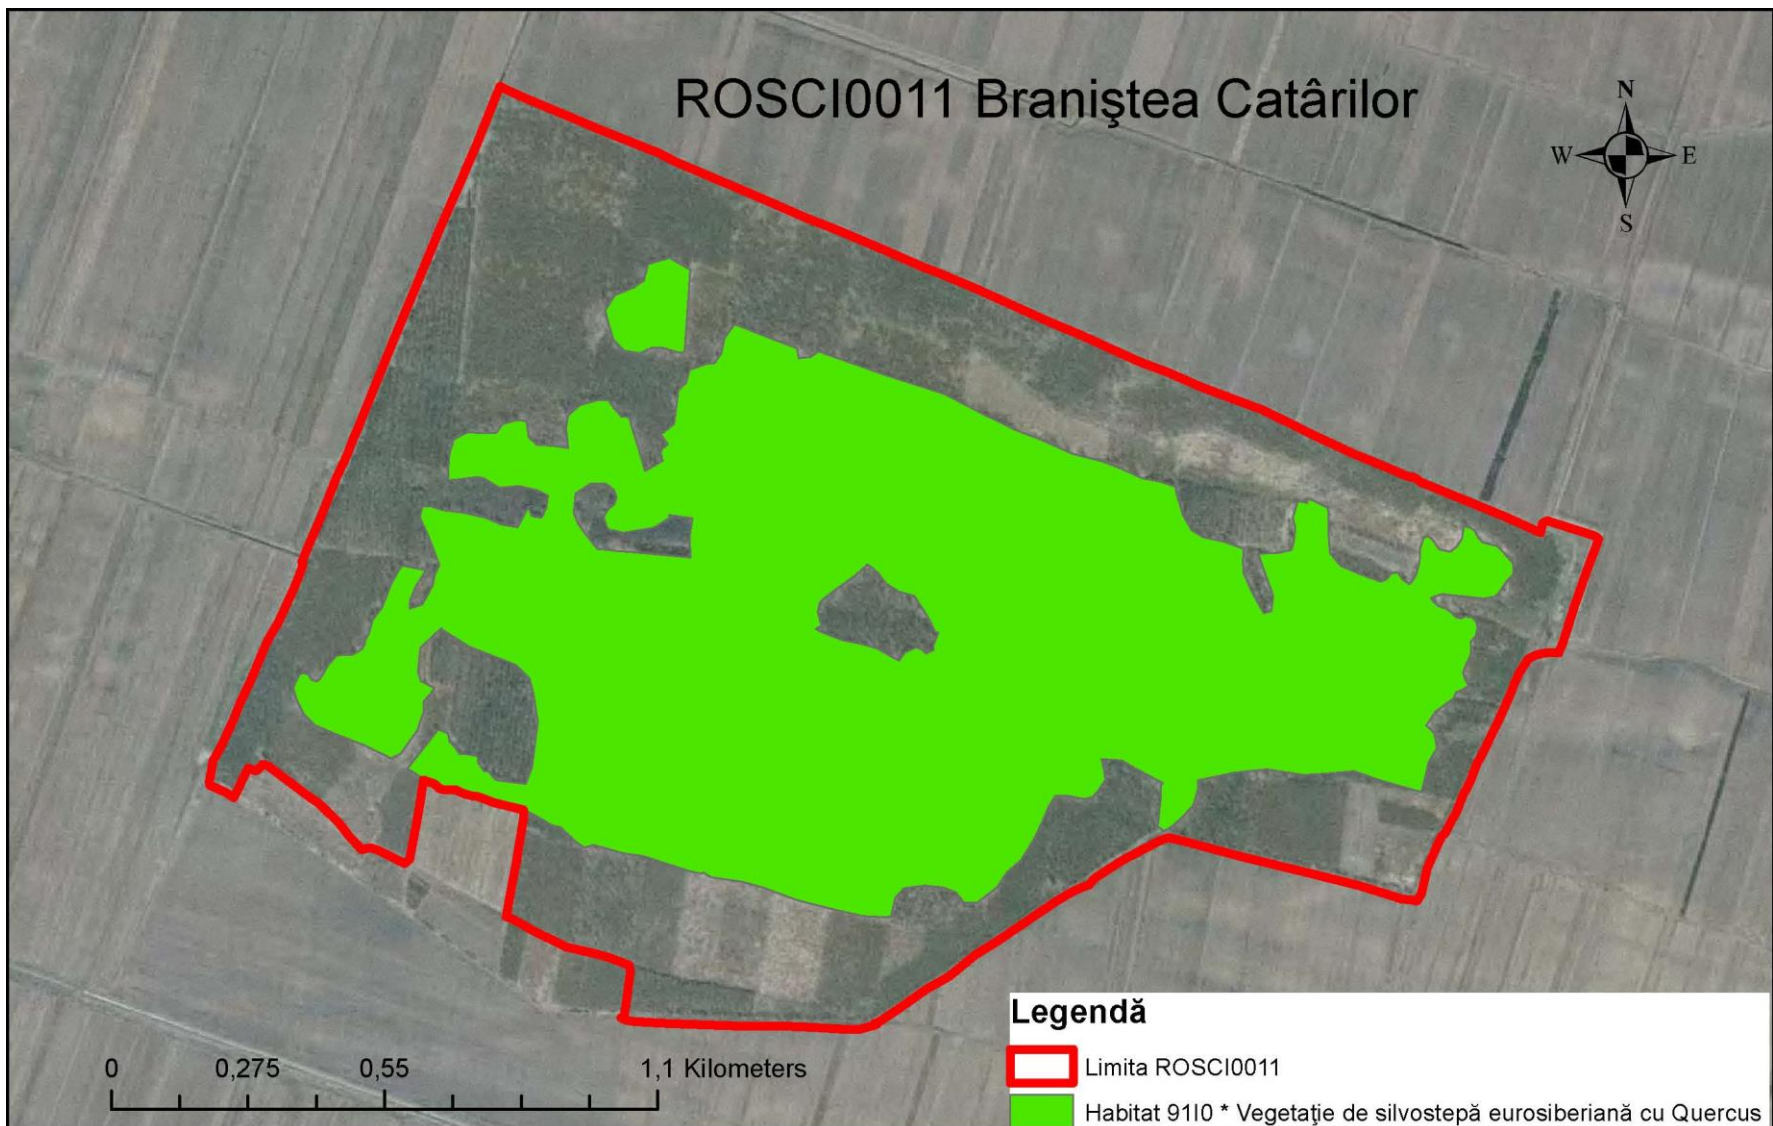 ROSCI0011 Braniştea Catârilor
N
W E
S
0 0,275 0,55 1,1 Kilometers
Legendă
Limita ROSCI0011
Habitat 91I0 * Vegetaţie de silvostepă eurosiberiană cu Quercus